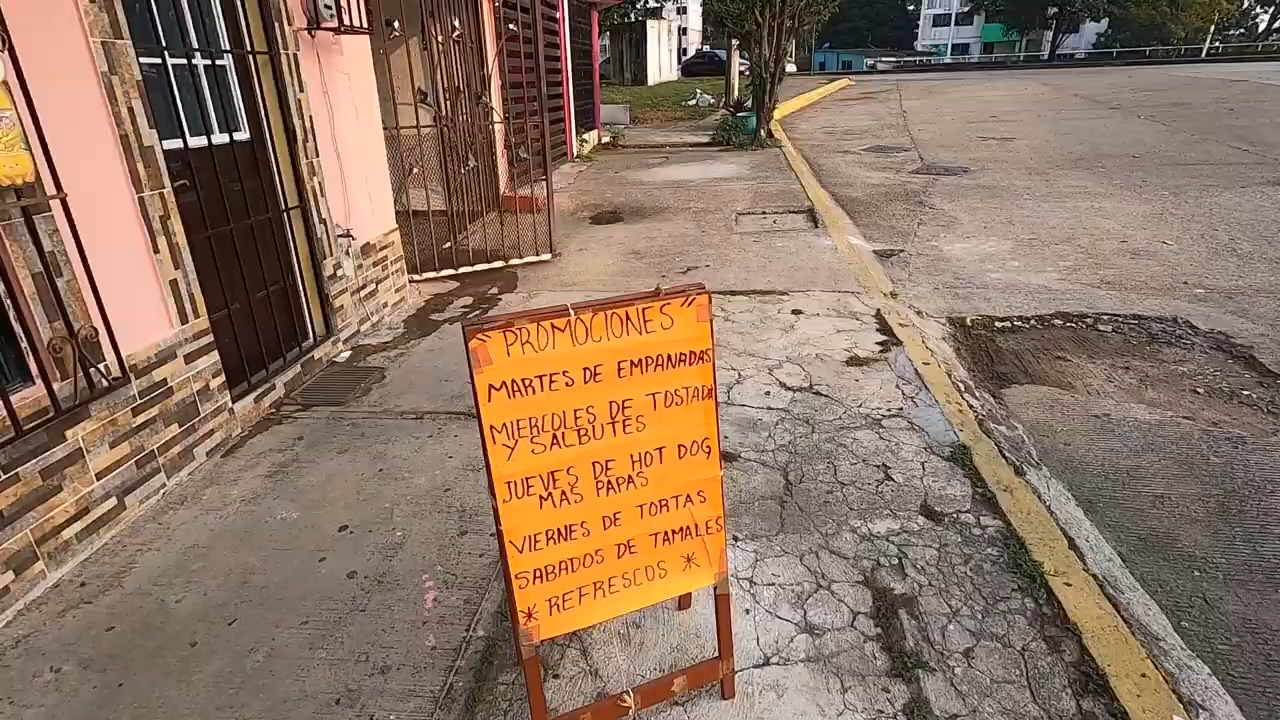 "PROMOCIONES"
MARTES DE EMPANADAS
MIERCOLES DE TOSTADAS
Y SALBUTES
JUEVES DE HOT DOG
MAS PAPAS
VIERNES DE TORTAS
SABADOS DE TAMALES
* REFRESCOS *